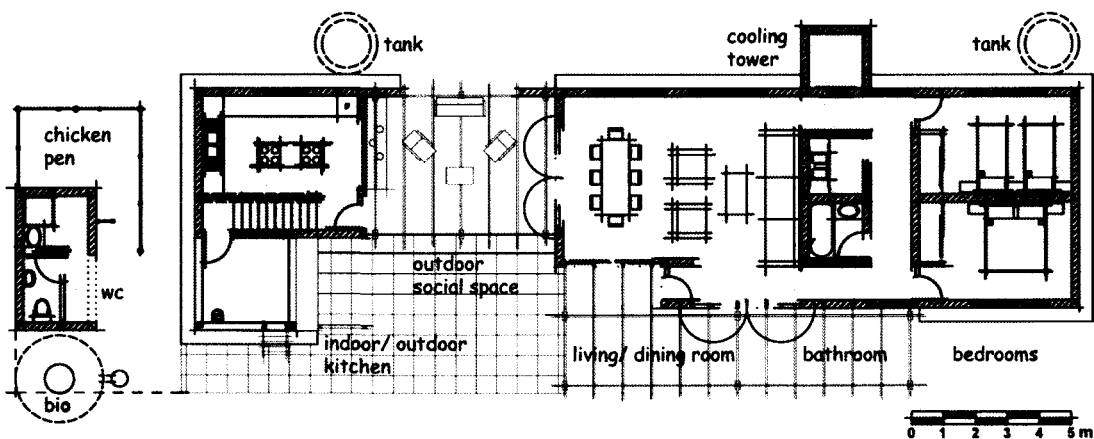 tank
cooling
tower
tank
chicken
pen
wc
outdoor
social space
indoor/ outdoor
kitchen
living/ dining room
bathroom
bedrooms
bio
0 1 2 3 4 5 m